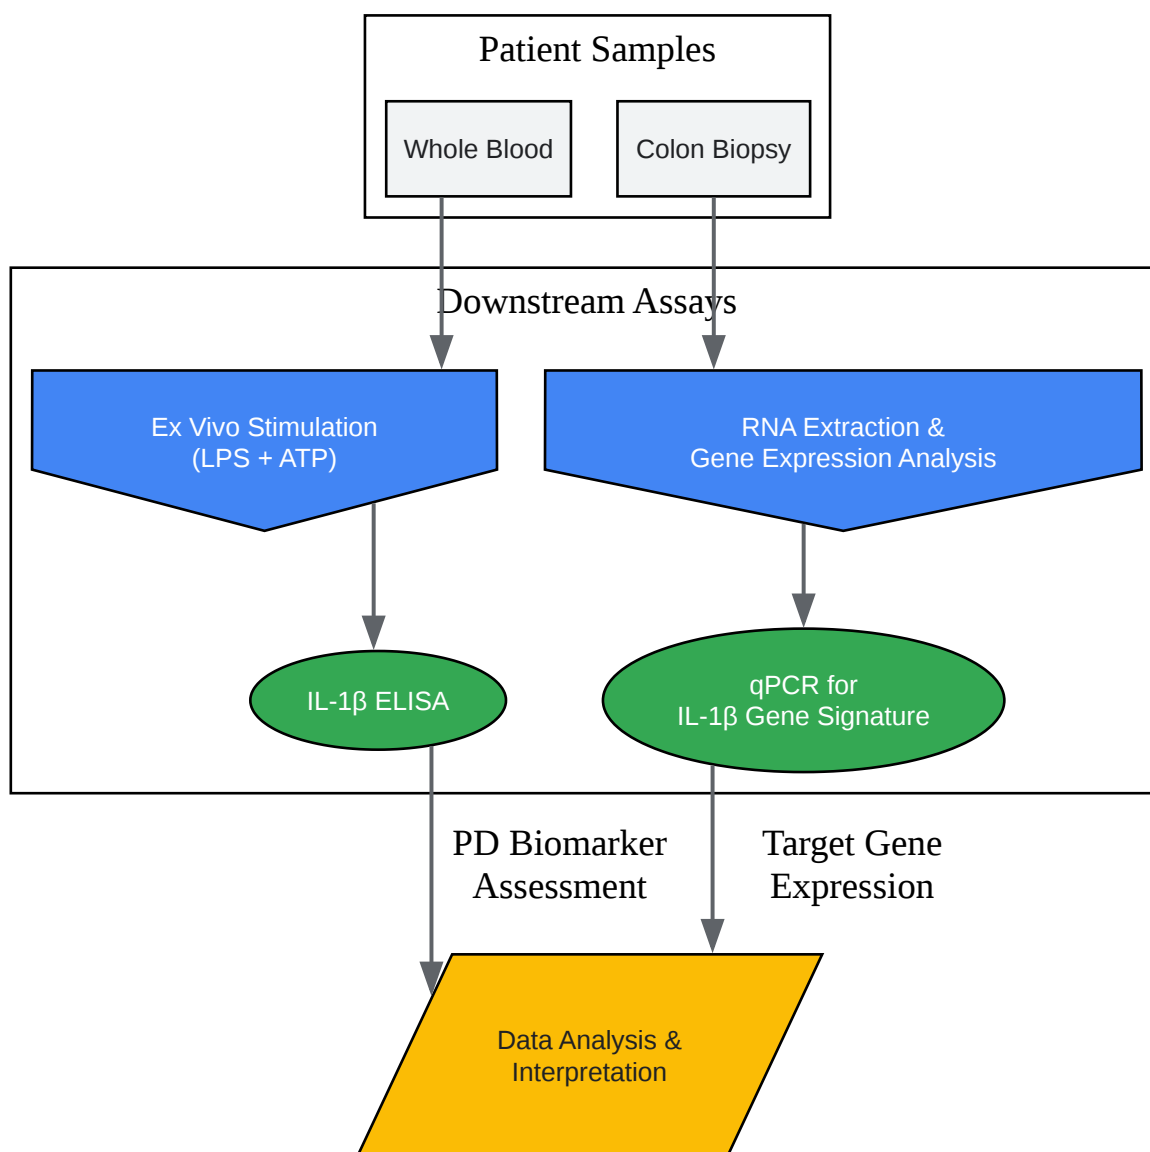 Patient Samples
Whole Blood
Colon Biopsy
Downstream Assays
Ex Vivo Stimulation
(LPS + ATP)
RNA Extraction &
Gene Expression Analysis
IL-1β ELISA
qPCR for
IL-1β Gene Signature
PD Biomarker
Assessment
Target Gene
Expression
Data Analysis &
Interpretation